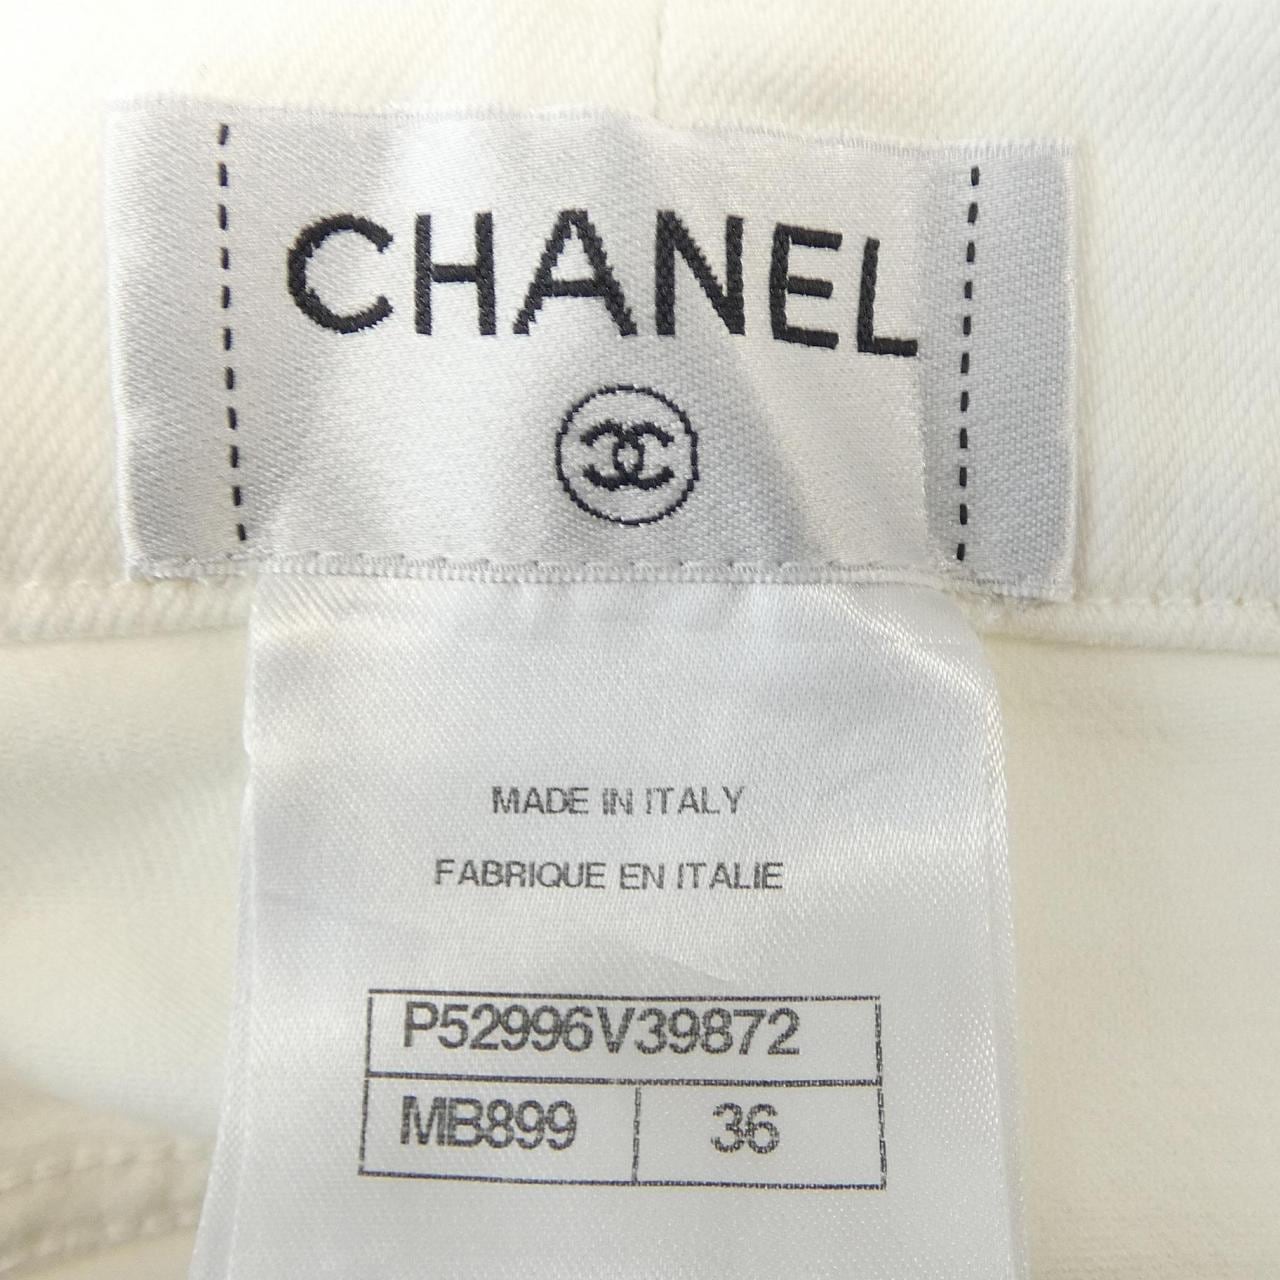 CHANEL
MADE IN ITALY
FABRIQUE EN ITALIE
P52996V39872
MB899 36